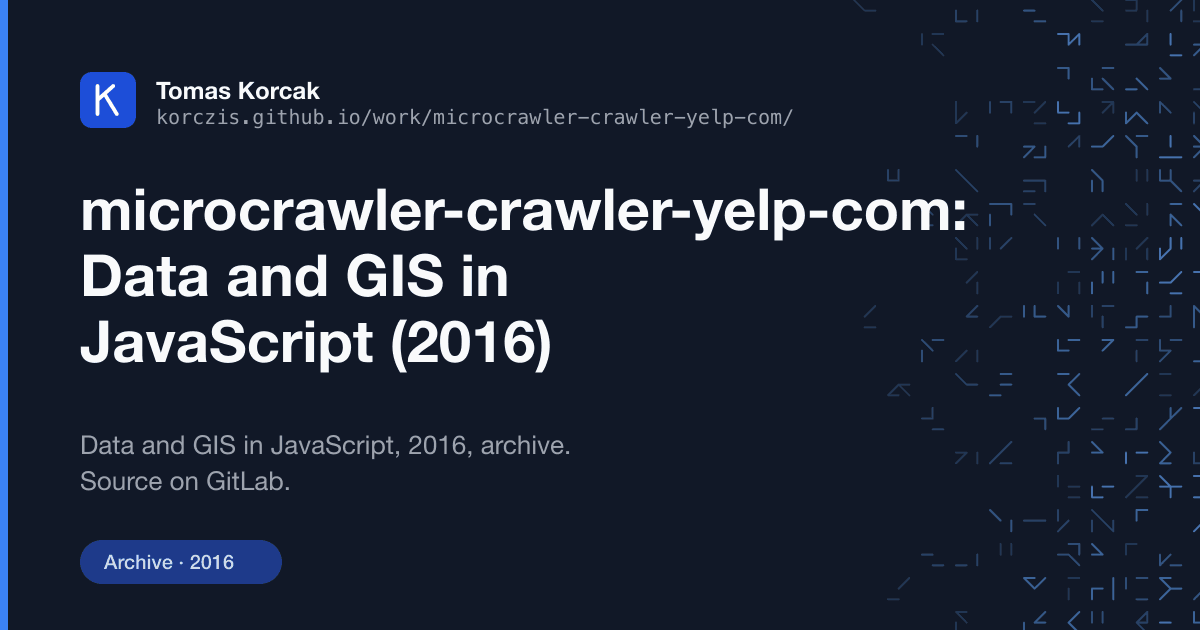 K
Tomas Korcak
korczis.github.io/work/microcrawler-crawler-yelp-com/
microcrawler-crawler-yelp-com:
Data and GIS in
JavaScript (2016)
Data and GIS in JavaScript, 2016, archive.
Source on GitLab.
Archive · 2016